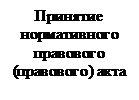 Принятие
нормативного
правового
(правового) акта